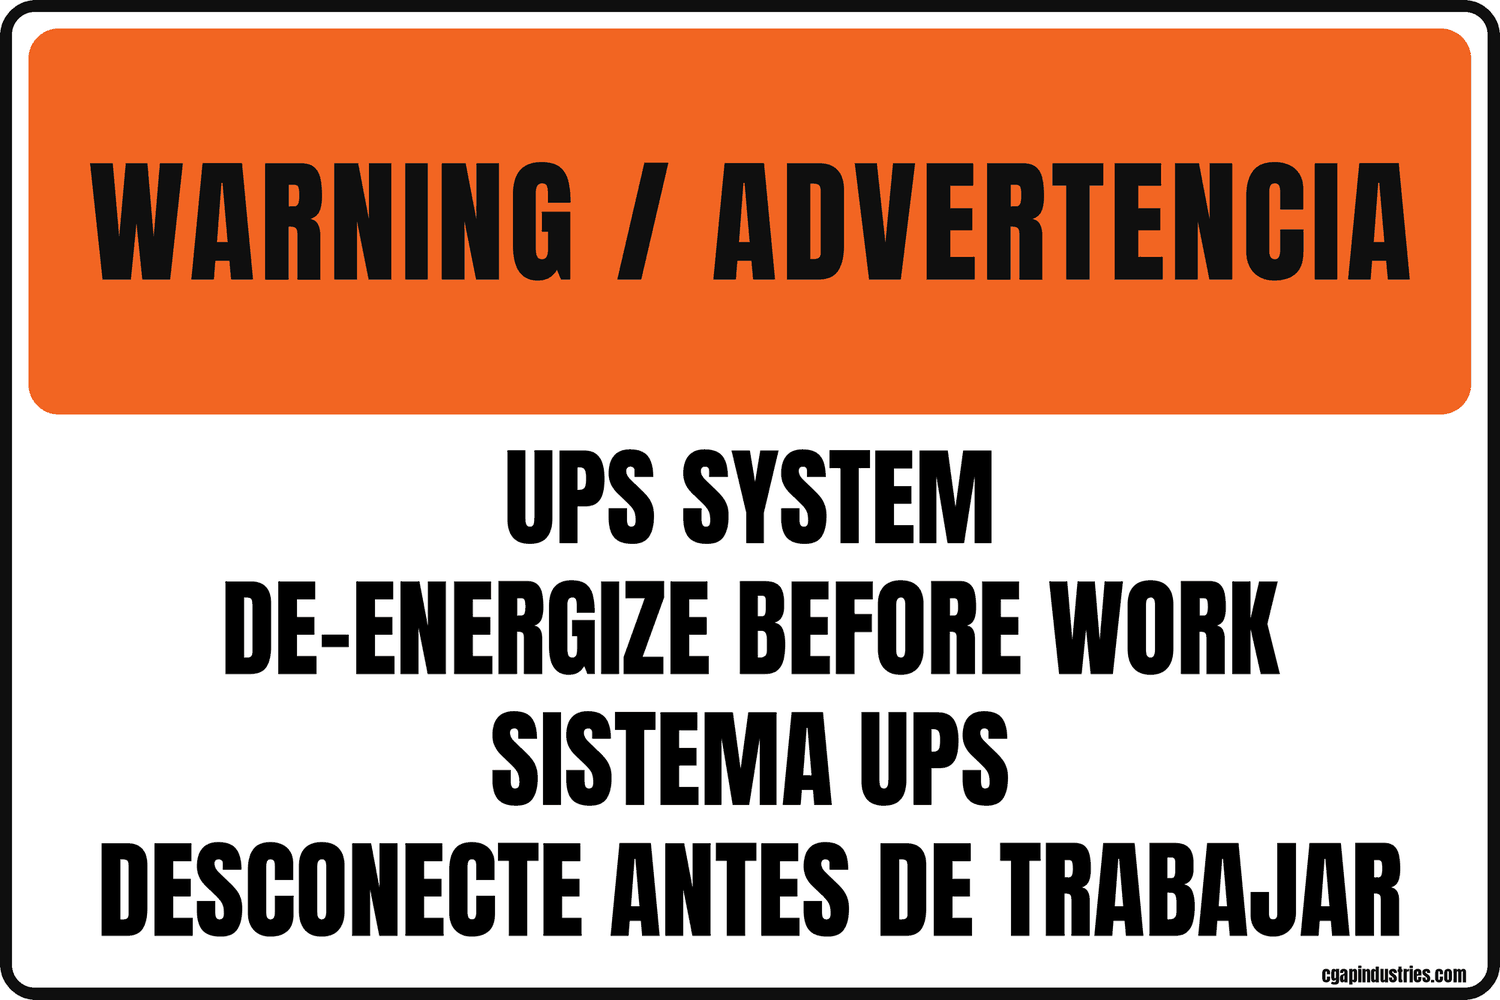 WARNING / ADVERTENCIA
UPS SYSTEM
DE-ENERGIZE BEFORE WORK
SISTEMA UPS
DESCONECTE ANTES DE TRABAJAR
cgapindustries.com